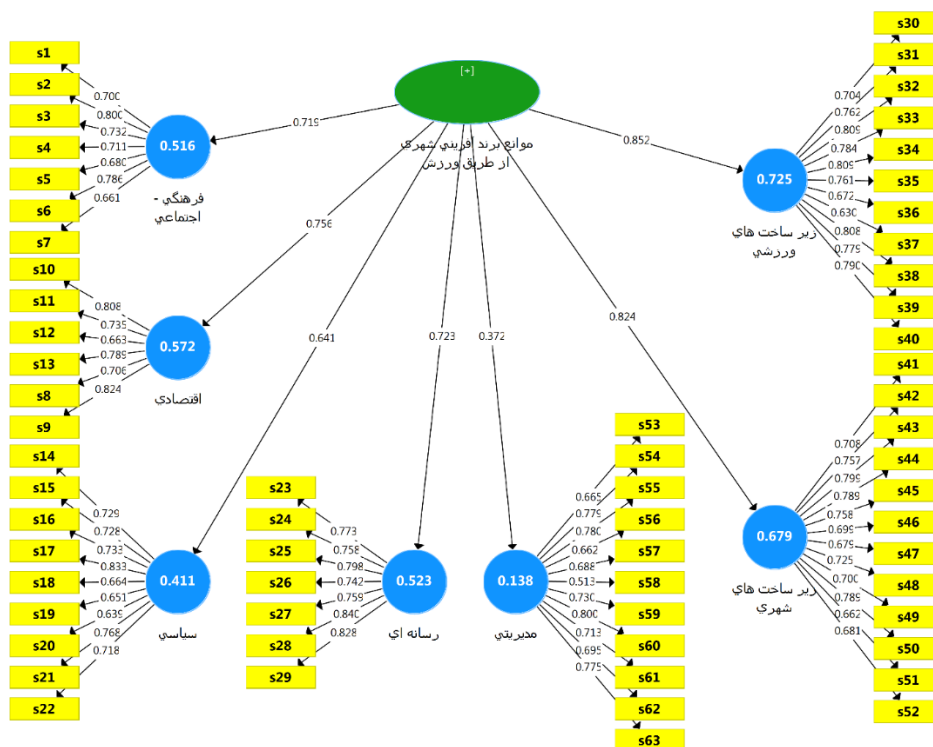 [+]
موانع برند آفريني شهري
از طريق ورزش
0.719
0.756
0.641
0.723
0.372
0.824
0.852
s1
s2
s3
s4
s5
s6
s7
0.700
0.800
0.732
0.711
0.680
0.786
0.661
0.516
فرهنگي -
اجتماعي
s10
s11
s12
s13
s8
s9
0.808
0.735
0.663
0.789
0.706
0.824
0.572
اقتصادي
s14
s15
s16
s17
s18
s19
s20
s21
s22
0.729
0.728
0.733
0.833
0.664
0.651
0.639
0.768
0.718
0.411
سياسي
s23
s24
s25
s26
s27
s28
s29
0.773
0.758
0.798
0.742
0.759
0.840
0.828
0.523
رسانه اي
0.138
مديريتي
0.665
0.779
0.780
0.662
0.688
0.513
0.730
0.800
0.713
0.695
0.775
s53
s54
s55
s56
s57
s58
s59
s60
s61
s62
s63
0.725
زير ساخت هاي
ورزشي
0.704
0.762
0.809
0.784
0.809
0.761
0.672
0.630
0.808
0.779
0.790
s30
s31
s32
s33
s34
s35
s36
s37
s38
s39
s40
0.679
زير ساخت هاي
شهري
0.708
0.757
0.799
0.789
0.758
0.699
0.679
0.725
0.700
0.789
0.662
0.681
s41
s42
s43
s44
s45
s46
s47
s48
s49
s50
s51
s52